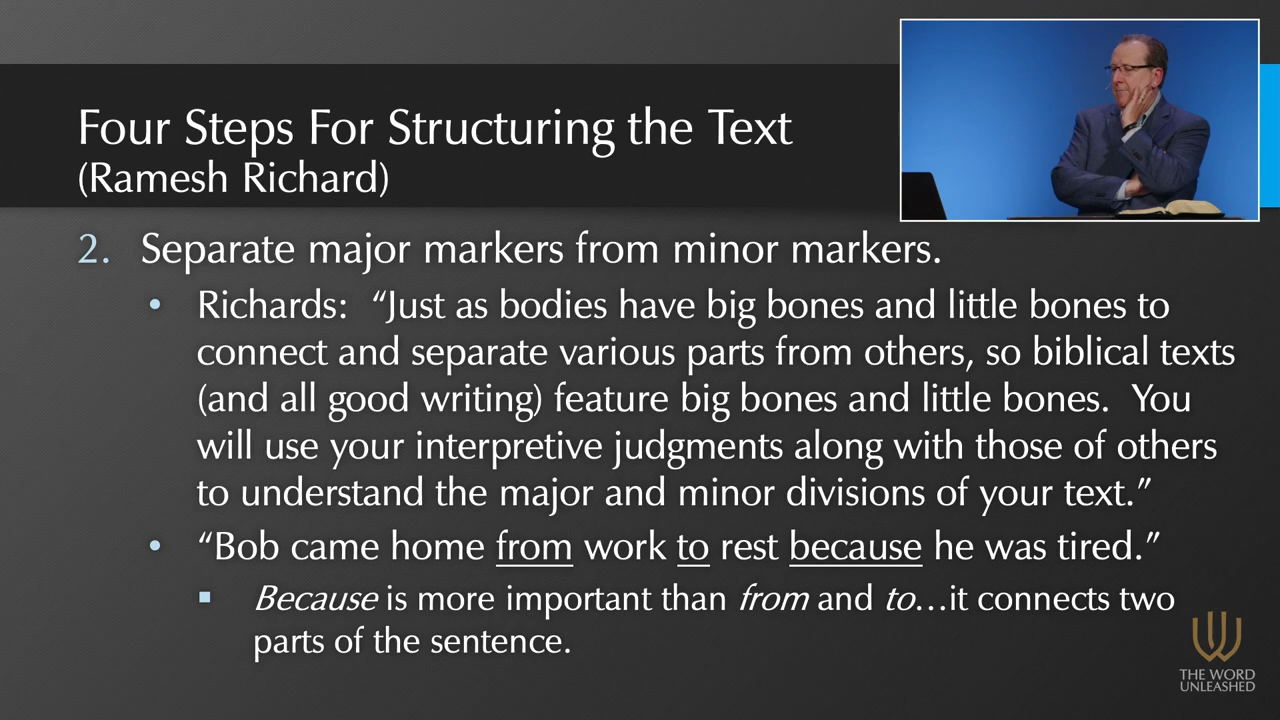 Four Steps For Structuring the Text
(Ramesh Richard)
2. Separate major markers from minor markers.
• Richards: “Just as bodies have big bones and little bones to
connect and separate various parts from others, so biblical texts
(and all good writing) feature big bones and little bones. You
will use your interpretive judgments along with those of others
to understand the major and minor divisions of your text.”
• “Bob came home from work to rest because he was tired.”
▪ Because is more important than from and to…it connects two
parts of the sentence.
THE WORD
UNLEASHED